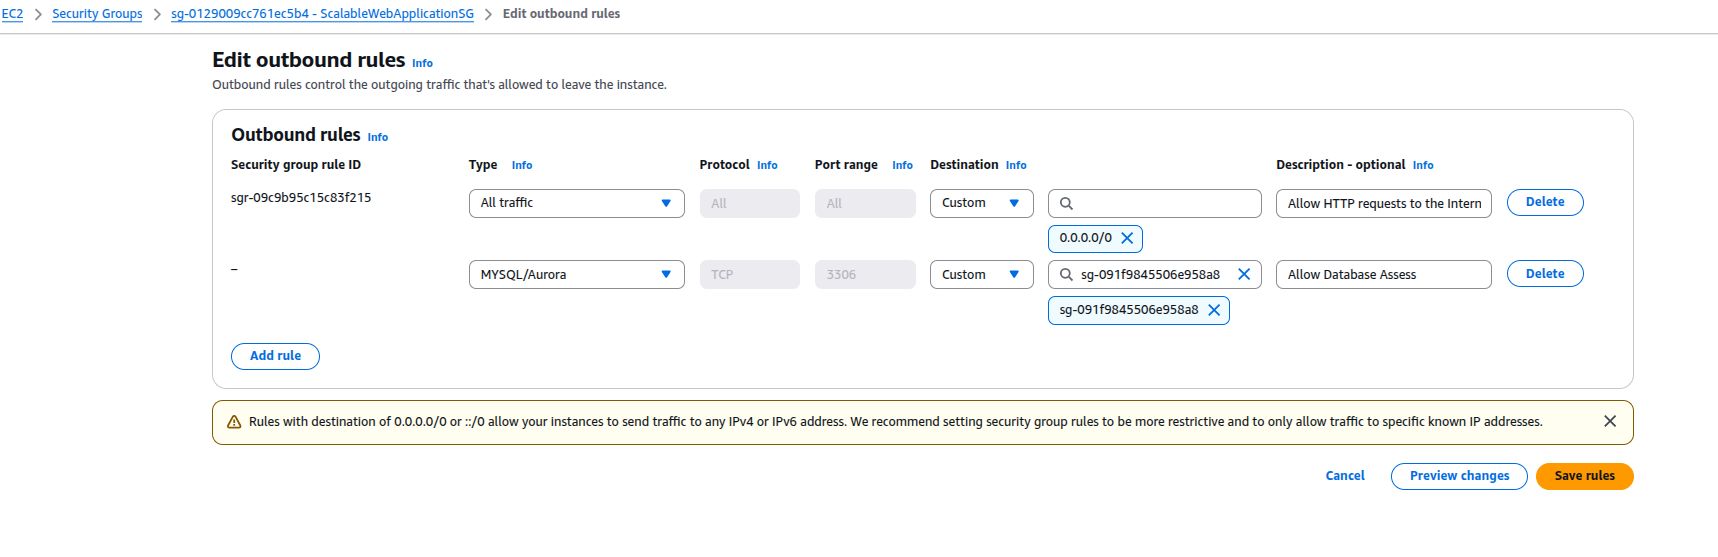 EC2 > Security Groups > sg-0129009cc761ec5b4 - ScalableWebApplicationSG > Edit outbound rules
Edit outbound rules Info
Outbound rules control the outgoing traffic that's allowed to leave the instance.
Outbound rules Info
Security group rule ID Type Info Protocol Info Port range Info Destination Info Description - optional Info
sgr-09c9b95c15c83f215 All traffic All All Custom Allow HTTP requests to the Intern Delete
0.0.0.0/0
– MYSQL/Aurora TCP 3306 Custom sg-091f9845506e958a8 Allow Database Assess Delete
sg-091f9845506e958a8
Add rule
Rules with destination of 0.0.0.0/0 or ::/0 allow your instances to send traffic to any IPv4 or IPv6 address. We recommend setting security group rules to be more restrictive and to only allow traffic to specific known IP addresses.
Cancel Preview changes Save rules